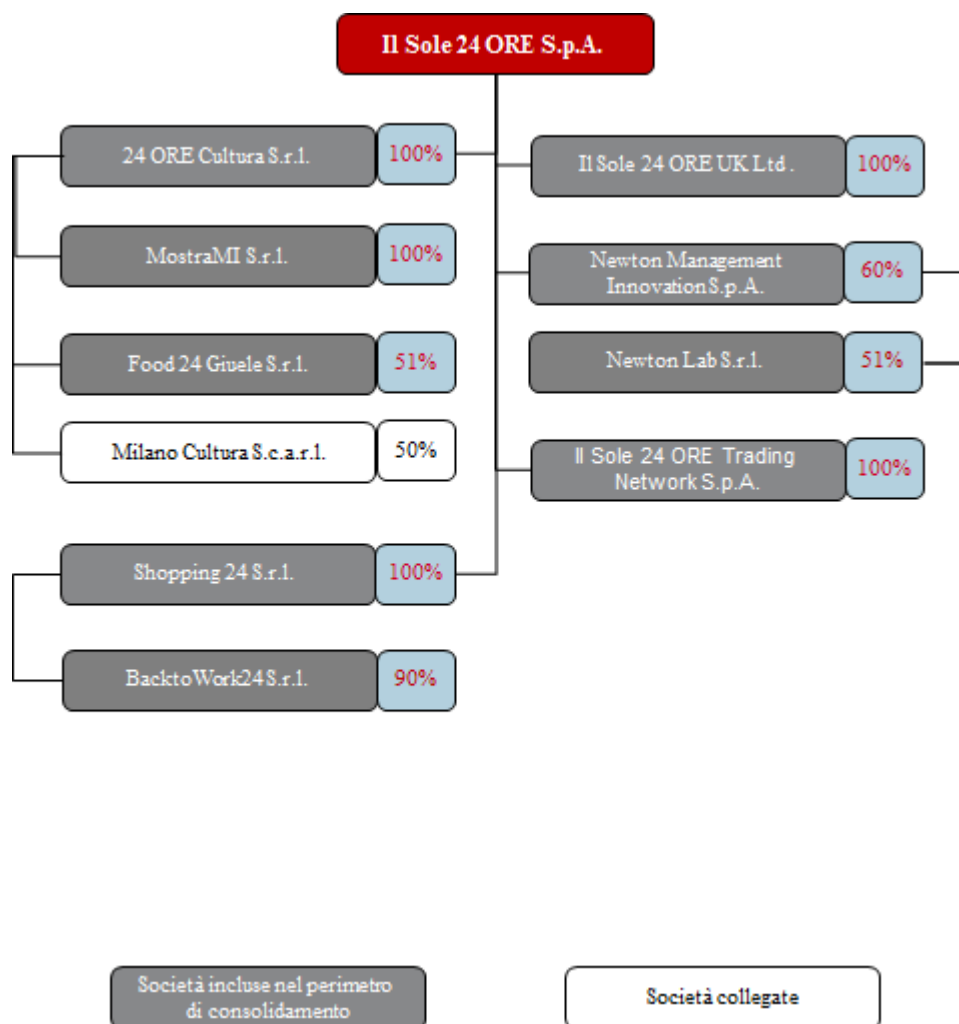 Il Sole 24 ORE S.p.A.
24 ORE Cultura S.r.l.
100%
MostraMI S.r.l.
100%
Food 24 Giuele S.r.l.
51%
Milano Cultura S.c.a.r.l.
50%
Shopping 24 S.r.l.
100%
BacktoWork24 S.r.l.
90%
Il Sole 24 ORE UK Ltd .
100%
Newton Management
Innovation S.p.A.
60%
Newton Lab S.r.l.
51%
Il Sole 24 ORE Trading
Network S.p.A.
100%
Società incluse nel perimetro
di consolidamento
Società collegate